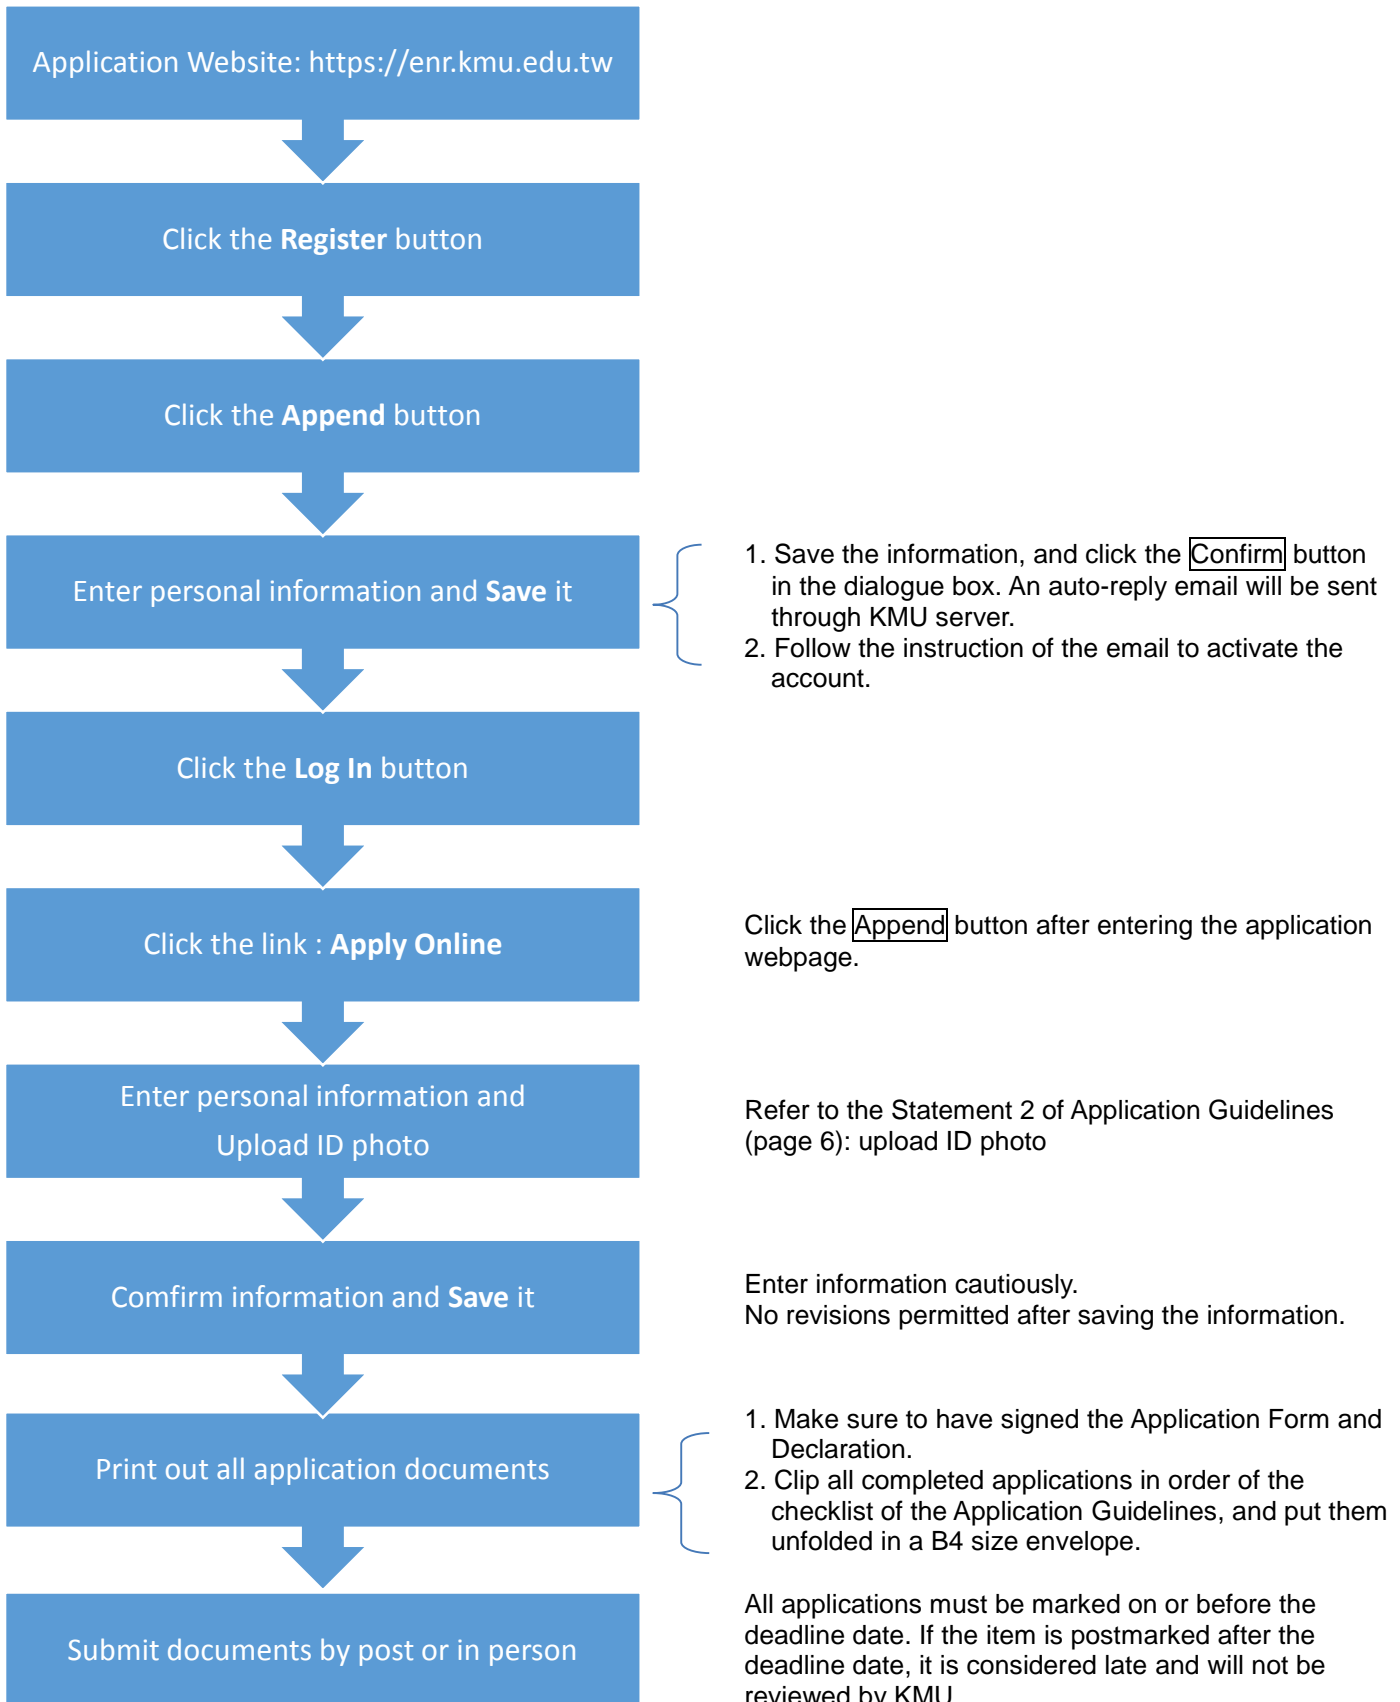 Application Website: https://enr.kmu.edu.tw
Click the Register button
Click the Append button
Enter personal information and Save it
1. Save the information, and click the Confirm button
in the dialogue box. An auto-reply email will be sent
through KMU server.
2. Follow the instruction of the email to activate the
account.
Click the Log In button
Click the link : Apply Online
Click the Append button after entering the application
webpage.
Enter personal information and
Upload ID photo
Refer to the Statement 2 of Application Guidelines
(page 6): upload ID photo
Comfirm information and Save it
Enter information cautiously.
No revisions permitted after saving the information.
Print out all application documents
1. Make sure to have signed the Application Form and
Declaration.
2. Clip all completed applications in order of the
checklist of the Application Guidelines, and put them
unfolded in a B4 size envelope.
Submit documents by post or in person
All applications must be marked on or before the
deadline date. If the item is postmarked after the
deadline date, it is considered late and will not be
reviewed by KMU